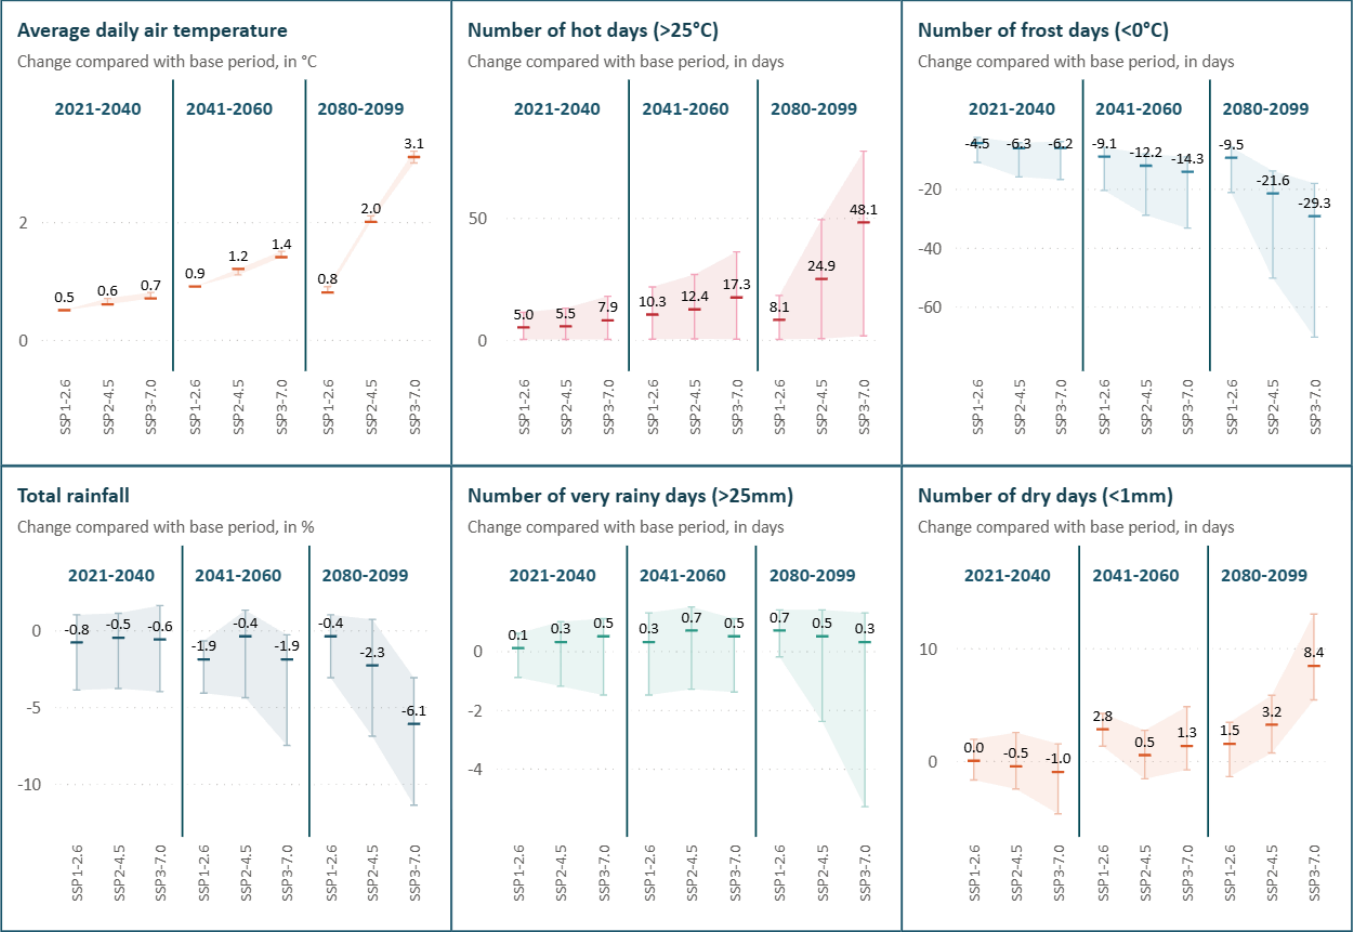 Average daily air temperature
Change compared with base period, in °C
2021-2040 2041-2060 2080-2099
3.1
2 2.0
0.5 0.6 0.7 0.9 1.2 1.4 0.8
0
SSP1-2.6 SSP2-4.5 SSP3-7.0 SSP1-2.6 SSP2-4.5 SSP3-7.0 SSP1-2.6 SSP2-4.5 SSP3-7.0
Number of hot days (>25°C)
Change compared with base period, in days
2021-2040 2041-2060 2080-2099
50 48.1
5.0 5.5 7.9 10.3 12.4 17.3 8.1 24.9
0
SSP1-2.6 SSP2-4.5 SSP3-7.0 SSP1-2.6 SSP2-4.5 SSP3-7.0 SSP1-2.6 SSP2-4.5 SSP3-7.0
Number of frost days (<0°C)
Change compared with base period, in days
2021-2040 2041-2060 2080-2099
-4.5 -6.3 -6.2 -9.1 -12.2 -14.3 -9.5 -21.6 -29.3
-20
-40
-60
SSP1-2.6 SSP2-4.5 SSP3-7.0 SSP1-2.6 SSP2-4.5 SSP3-7.0 SSP1-2.6 SSP2-4.5 SSP3-7.0
Total rainfall
Change compared with base period, in %
2021-2040 2041-2060 2080-2099
0 -0.8 -0.5 -0.6 -1.9 -0.4 -1.9 -0.4 -2.3
-5 -6.1
-10
SSP1-2.6 SSP2-4.5 SSP3-7.0 SSP1-2.6 SSP2-4.5 SSP3-7.0 SSP1-2.6 SSP2-4.5 SSP3-7.0
Number of very rainy days (>25mm)
Change compared with base period, in days
2021-2040 2041-2060 2080-2099
0.1 0.3 0.5 0.3 0.7 0.5 0.7 0.5 0.3
0
-2
-4
SSP1-2.6 SSP2-4.5 SSP3-7.0 SSP1-2.6 SSP2-4.5 SSP3-7.0 SSP1-2.6 SSP2-4.5 SSP3-7.0
Number of dry days (<1mm)
Change compared with base period, in days
2021-2040 2041-2060 2080-2099
10 8.4
0.0 -0.5 -1.0 2.8 0.5 1.3 1.5 3.2
0
SSP1-2.6 SSP2-4.5 SSP3-7.0 SSP1-2.6 SSP2-4.5 SSP3-7.0 SSP1-2.6 SSP2-4.5 SSP3-7.0